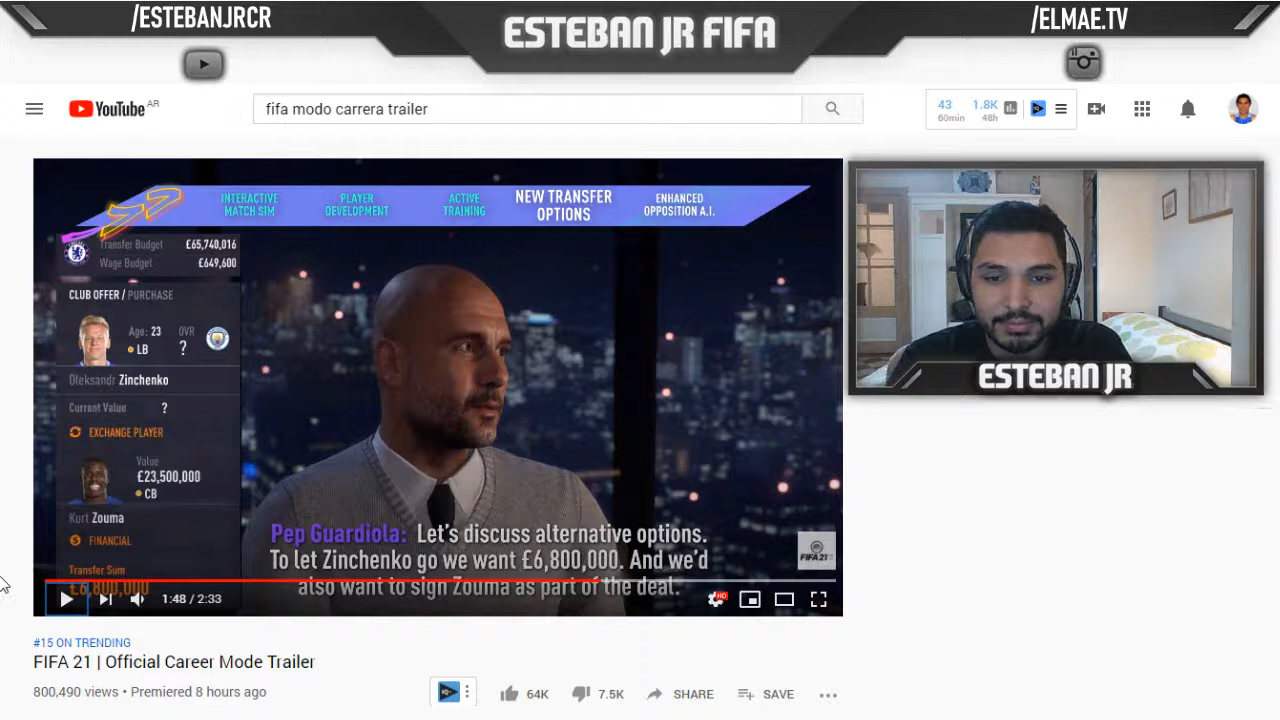 /ESTEBANJRCR
ESTEBAN JR FIFA
/ELMAE.TV
YouTube AR
fifa modo carrera trailer
43
60min
1.8K
48h
INTERACTIVE
MATCH SIM
PLAYER
DEVELOPMENT
ACTIVE
TRAINING
NEW TRANSFER
OPTIONS
ENHANCED
OPPOSITION A.I.
Transfer Budget £65,740,016
Wage Budget £649,600
CLUB OFFER / PURCHASE
Age: 23 OVR
LB ?
Oleksandr Zinchenko
Current Value ?
EXCHANGE PLAYER
Value
£23,500,000
CB
Kurt Zouma
FINANCIAL
Transfer Sum
£6,800,000
Pep Guardiola: Let's discuss alternative options.
To let Zinchenko go we want £6,800,000. And we'd
also want to sign Zouma as part of the deal.
FIFA 21
1:48 / 2:33
HD
ESTEBAN JR
#15 ON TRENDING
FIFA 21 | Official Career Mode Trailer
800,490 views • Premiered 8 hours ago
64K
7.5K
SHARE
SAVE